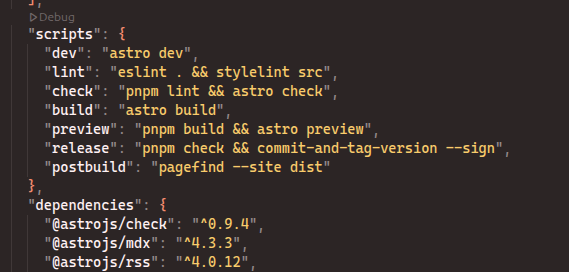 },
Debug
"scripts": {
"dev": "astro dev",
"lint": "eslint . && stylelint src",
"check": "pnpm lint && astro check",
"build": "astro build",
"preview": "pnpm build && astro preview",
"release": "pnpm check && commit-and-tag-version --sign",
"postbuild": "pagefind --site dist"
},
"dependencies": {
"@astrojs/check": "^0.9.4",
"@astrojs/mdx": "^4.3.3",
"@astrojs/rss": "^4.0.12",